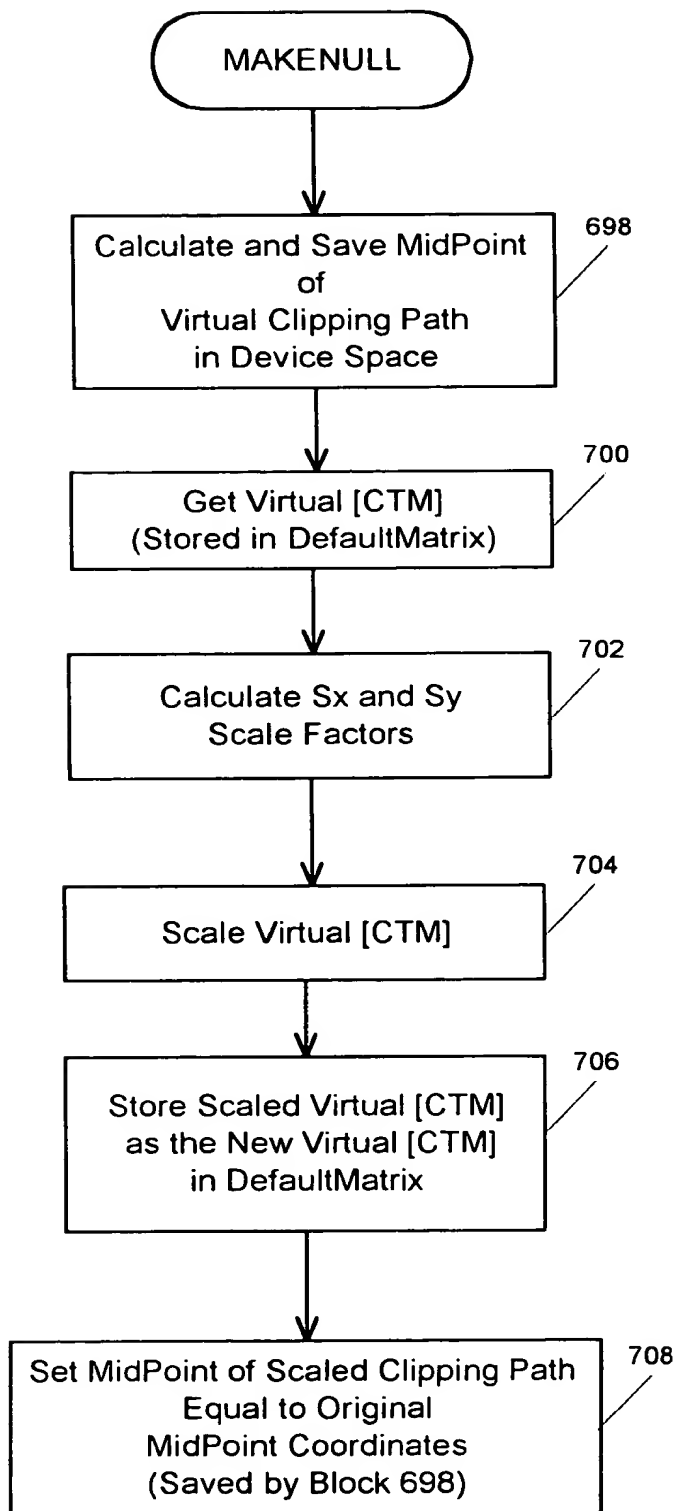 MAKENULL
698
Calculate and Save MidPoint
of
Virtual Clipping Path
in Device Space
700
Get Virtual [CTM]
(Stored in DefaultMatrix)
702
Calculate Sx and Sy
Scale Factors
704
Scale Virtual [CTM]
706
Store Scaled Virtual [CTM]
as the New Virtual [CTM]
in DefaultMatrix
708
Set MidPoint of Scaled Clipping Path
Equal to Original
MidPoint Coordinates
(Saved by Block 698)